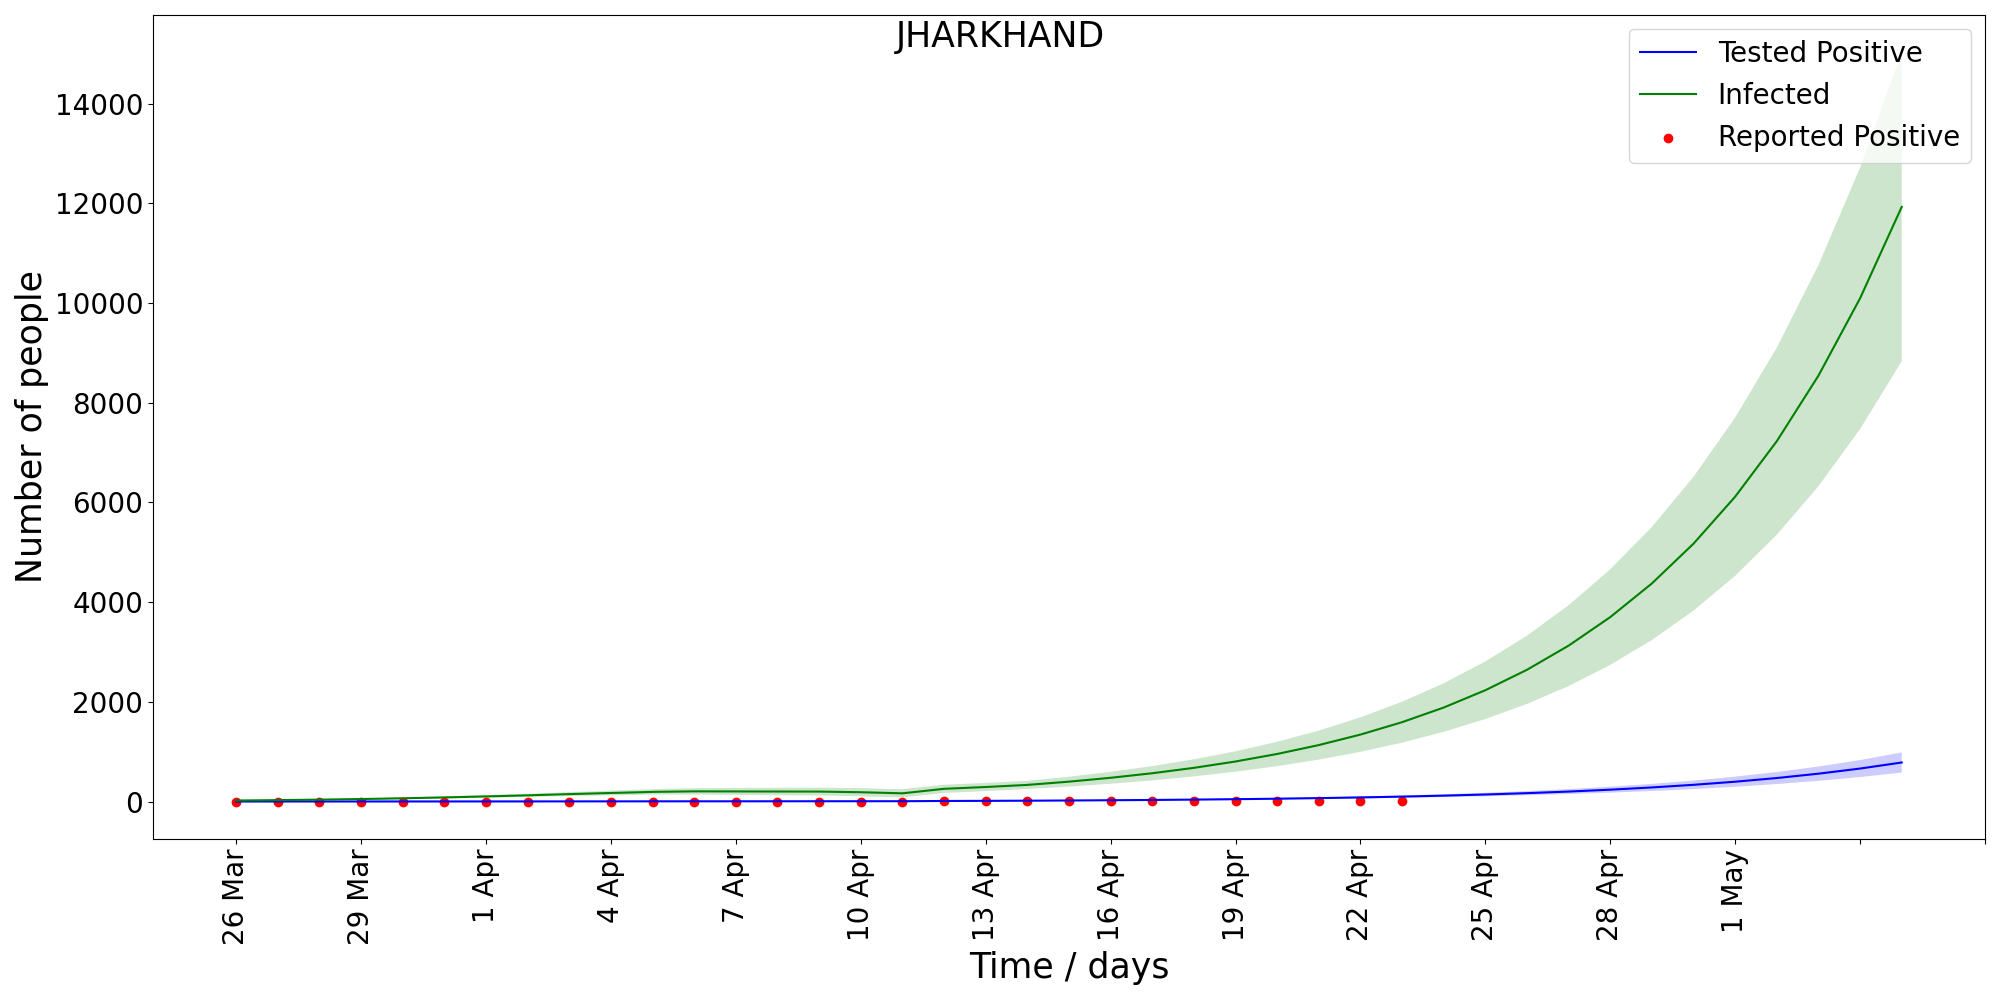 JHARKHAND
Tested Positive
Infected
Reported Positive
Number of people
14000
12000
10000
8000
6000
4000
2000
0
26 Mar
29 Mar
1 Apr
4 Apr
7 Apr
10 Apr
13 Apr
16 Apr
19 Apr
22 Apr
25 Apr
28 Apr
1 May
Time / days